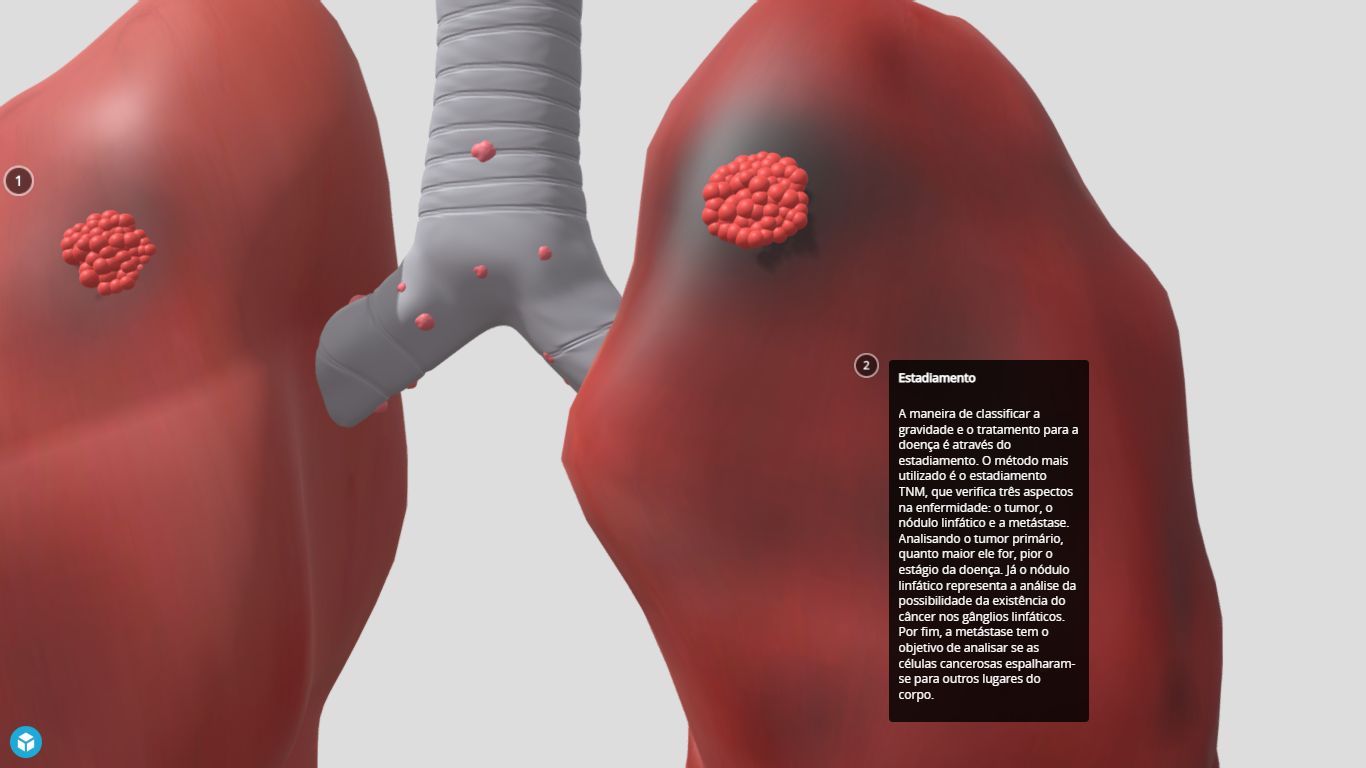 1
2
Estadiamento
A maneira de classificar a
gravidade e o tratamento para a
doença é através do
estadiamento. O método mais
utilizado é o estadiamento
TNM, que verifica três aspectos
na enfermidade: o tumor, o
nódulo linfático e a metástase.
Analisando o tumor primário,
quanto maior ele for, pior o
estágio da doença. Já o nódulo
linfático representa a análise da
possibilidade da existência do
câncer nos gânglios linfáticos.
Por fim, a metástase tem o
objetivo de analisar se as
células cancerosas espalharam-
se para outros lugares do
corpo.